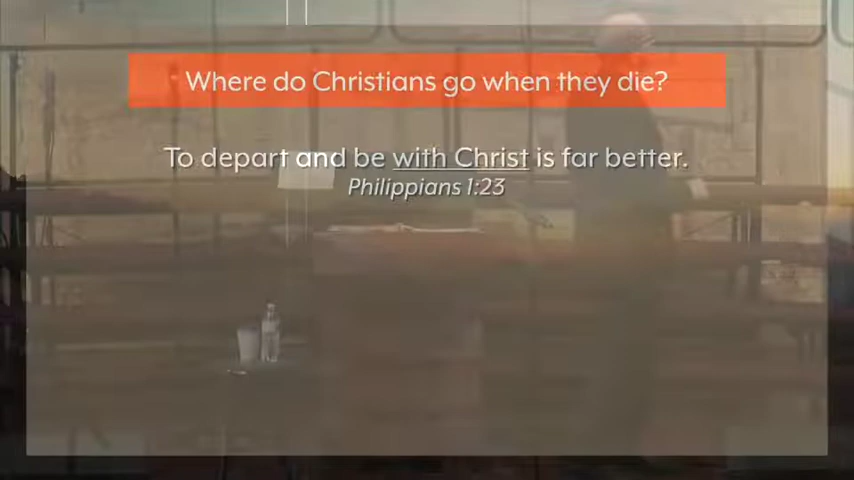 Where do Christians go when they die?
To depart and be with Christ is far better.
Philippians 1:23